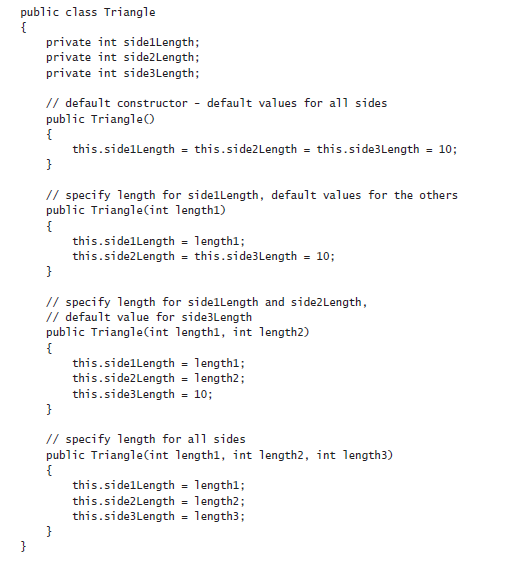 public class Triangle
{
    private int side1Length;
    private int side2Length;
    private int side3Length;

    // default constructor - default values for all sides
    public Triangle()
    {
        this.side1Length = this.side2Length = this.side3Length = 10;
    }

    // specify length for side1Length, default values for the others
    public Triangle(int length1)
    {
        this.side1Length = length1;
        this.side2Length = this.side3Length = 10;
    }

    // specify length for side1Length and side2Length,
    // default value for side3Length
    public Triangle(int length1, int length2)
    {
        this.side1Length = length1;
        this.side2Length = length2;
        this.side3Length = 10;
    }

    // specify length for all sides
    public Triangle(int length1, int length2, int length3)
    {
        this.side1Length = length1;
        this.side2Length = length2;
        this.side3Length = length3;
    }
}